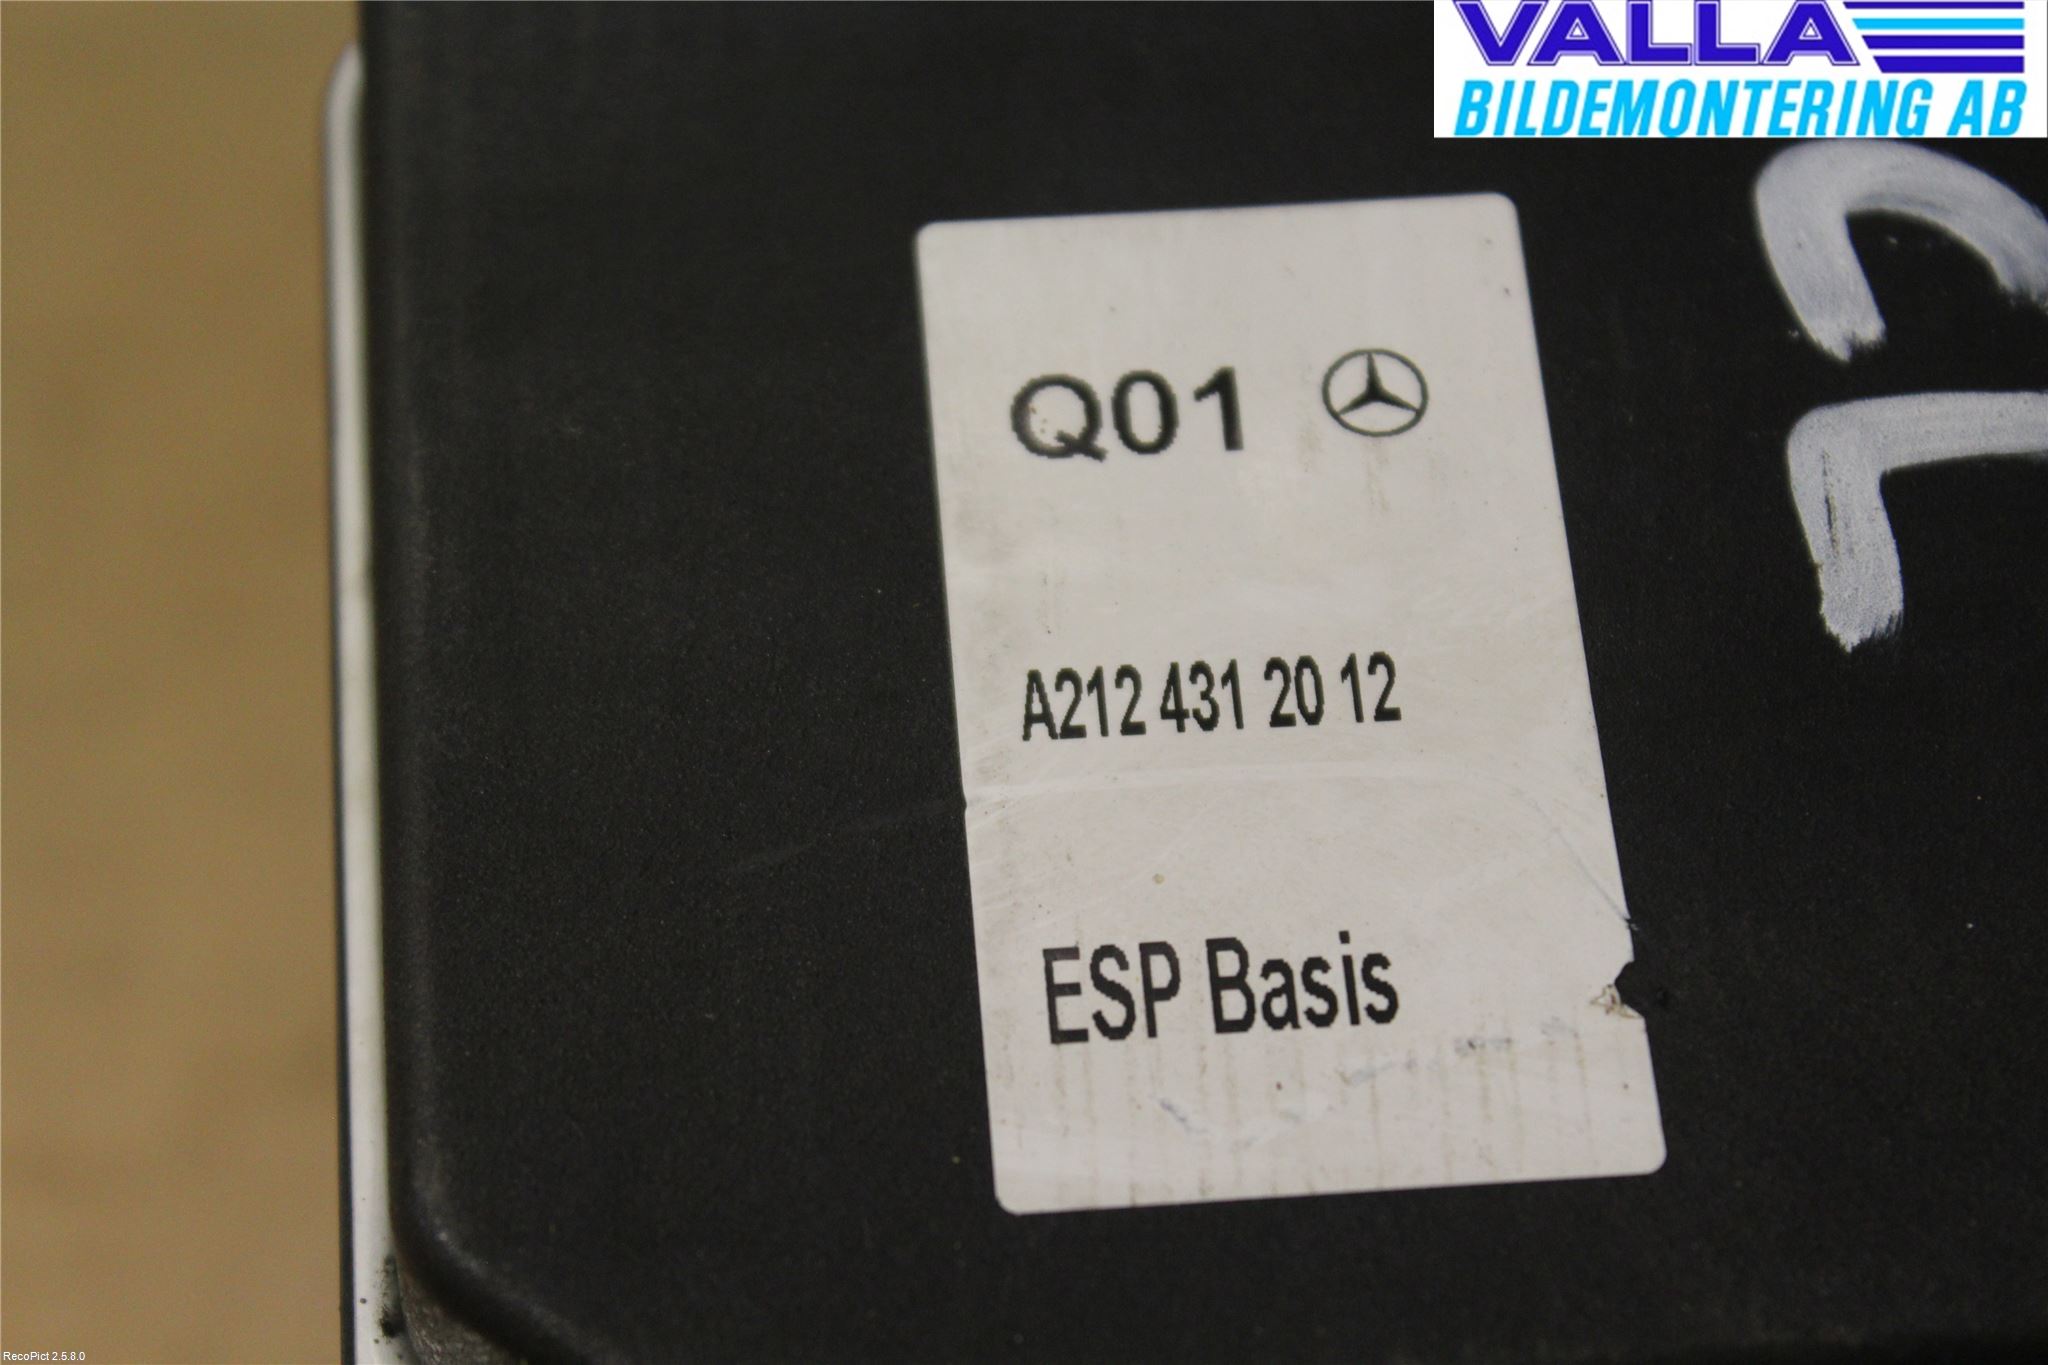 VALLA
BILDEMONTERING AB
Q01
A212 431 20 12
ESP Basis
RecoPict 2.5.8.0